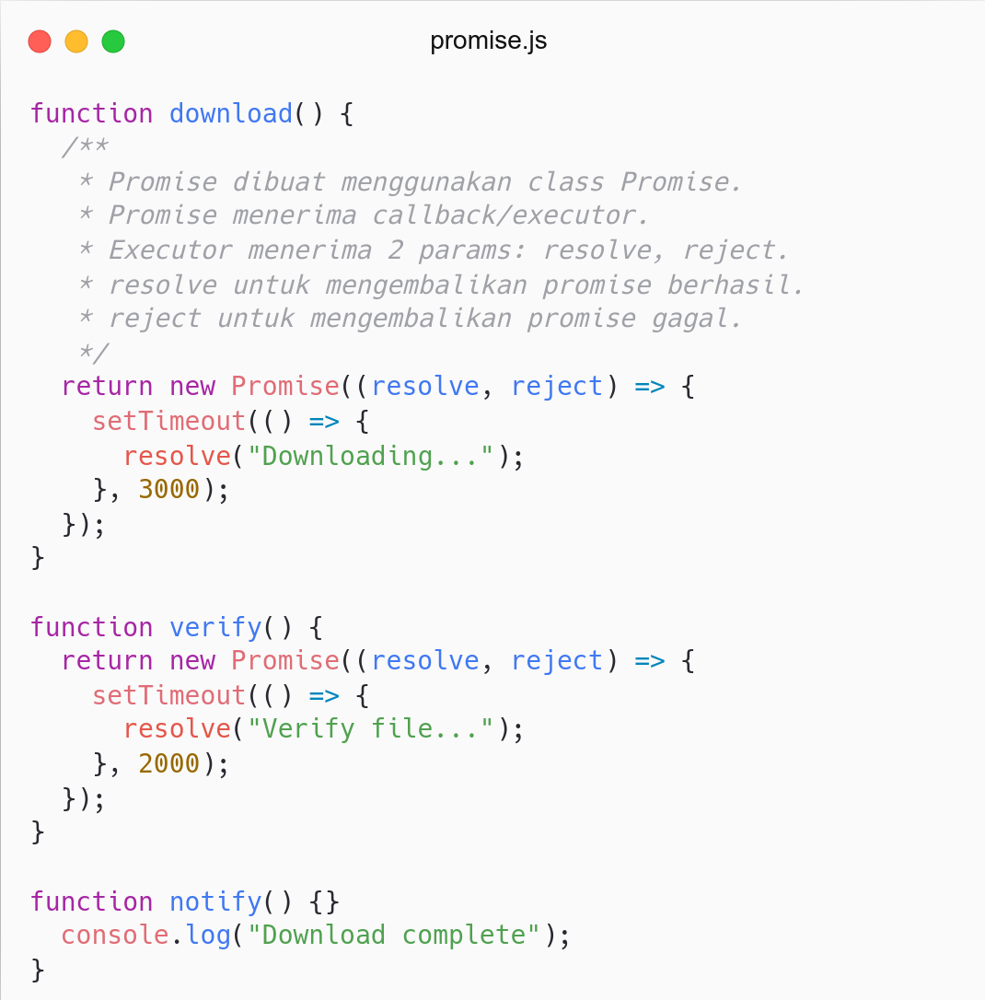 promise.js
function download() {
  /**
   * Promise dibuat menggunakan class Promise.
   * Promise menerima callback/executor.
   * Executor menerima 2 params: resolve, reject.
   * resolve untuk mengembalikan promise berhasil.
   * reject untuk mengembalikan promise gagal.
   */
  return new Promise((resolve, reject) => {
    setTimeout(() => {
      resolve("Downloading...");
    }, 3000);
  });
}

function verify() {
  return new Promise((resolve, reject) => {
    setTimeout(() => {
      resolve("Verify file...");
    }, 2000);
  });
}

function notify() {}
  console.log("Download complete");
}